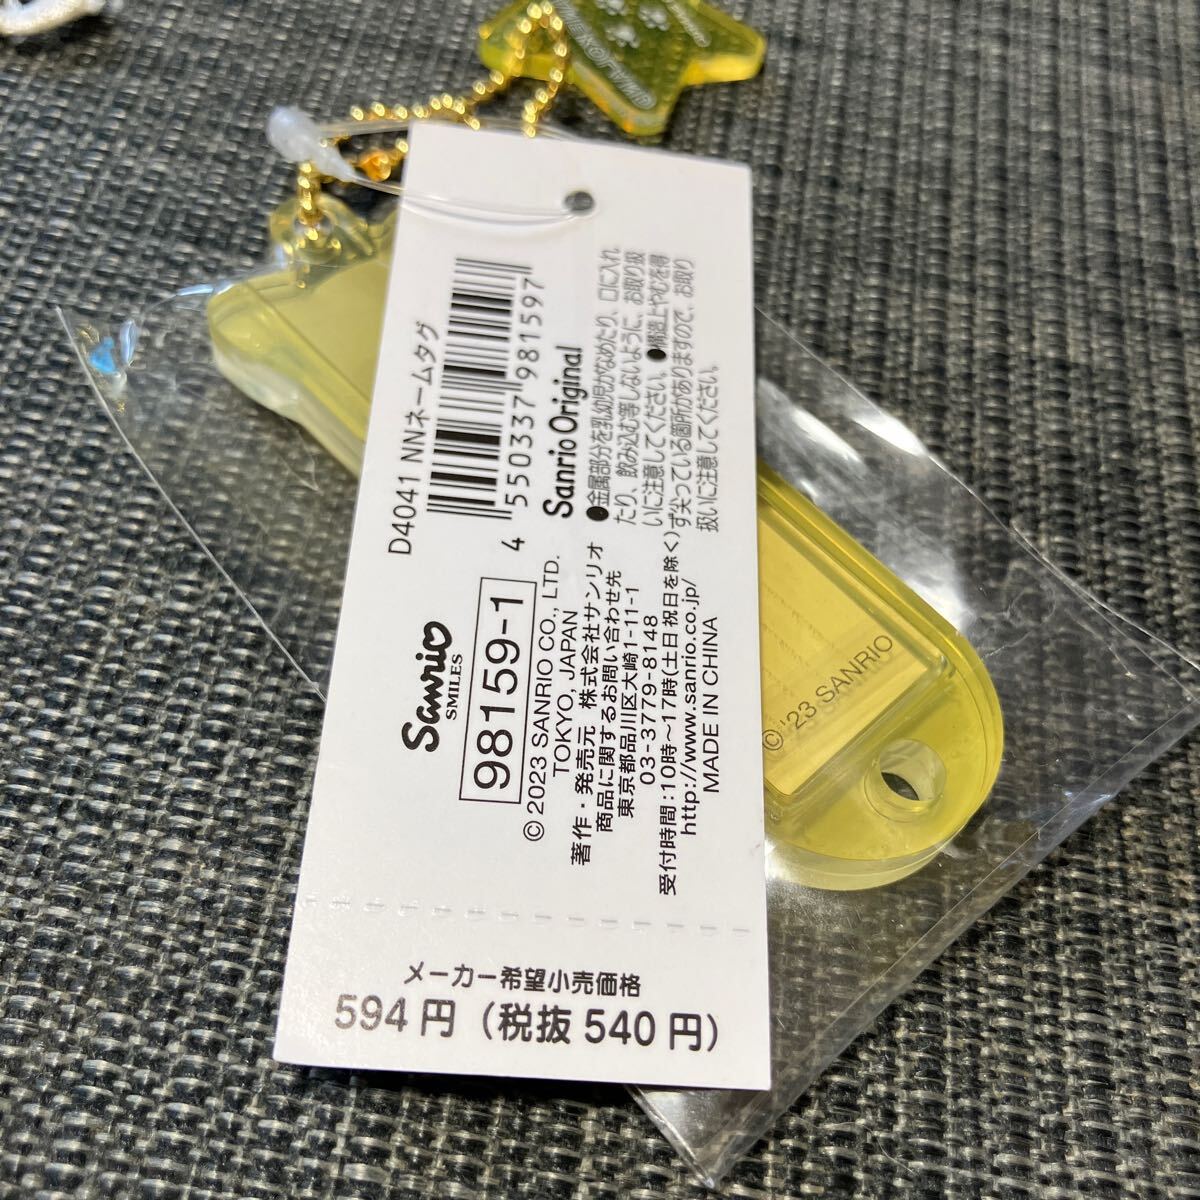 D4041 NNネームタグ
4 550337 981597
Sanrio Original
●金属部分を乳幼児がなめたり、口に入れ
たり、飲み込む等しないように、お取り扱
いに注意してください。●構造上やむを得
ず尖っている箇所がありますので、お取り
扱いに注意してください。
Sanrio
SMILES
98159-1
©2023 SANRIO CO., LTD.
TOKYO, JAPAN
著作・発売元 株式会社サンリオ
商品に関するお問い合わせ先
東京都品川区大崎1-11-1
03-3779-8148
受付時間:10時〜17時(土日祝日を除く)
http://www.sanrio.co.jp/
MADE IN CHINA
メーカー希望小売価格
594円（税抜540円）
© '23 SANRIO